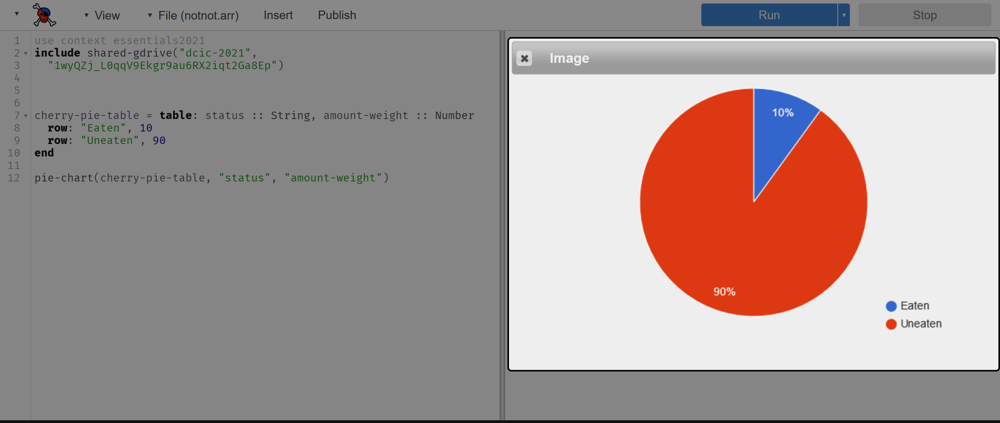 View File (notnot.arr) Insert Publish Run Stop
1 use context essentials2021
2 include shared-gdrive("dcic-2021",
3 "1wyQZj_L0qqV9Ekgr9au6RX2iqt2Ga8Ep")
4
5
6
7 cherry-pie-table = table: status :: String, amount-weight :: Number
8 row: "Eaten", 10
9 row: "Uneaten", 90
10 end
11
12 pie-chart(cherry-pie-table, "status", "amount-weight")
Image
10%
90%
Eaten
Uneaten